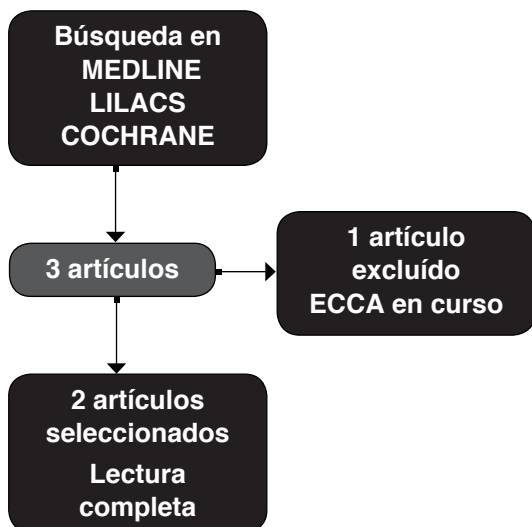 Búsqueda en
MEDLINE
LILACS
COCHRANE
3 artículos
1 artículo
excluído
ECCA en curso
2 artículos
seleccionados
Lectura
completa